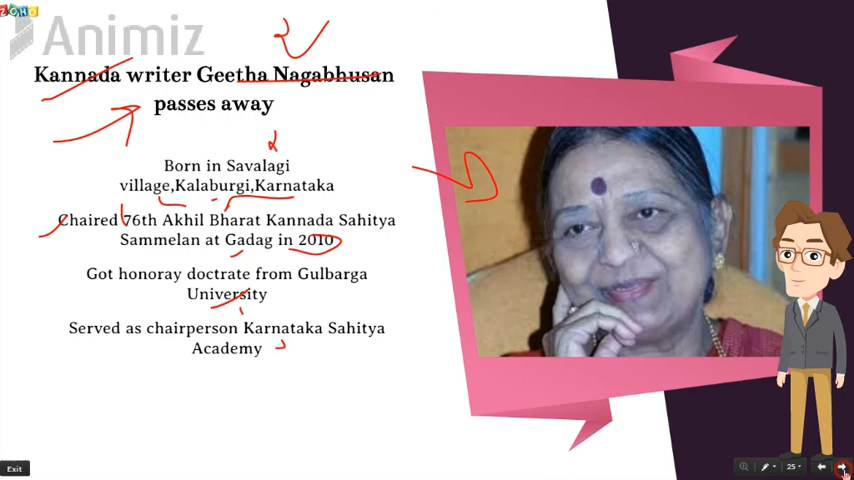 ZOHO
Animiz
Kannada writer Geetha Nagabhusan
passes away
Born in Savalagi
village,Kalaburgi,Karnataka
Chaired 76th Akhil Bharat Kannada Sahitya
Sammelan at Gadag in 2010
Got honoray doctrate from Gulbarga
University
Served as chairperson Karnataka Sahitya
Academy
Exit
25